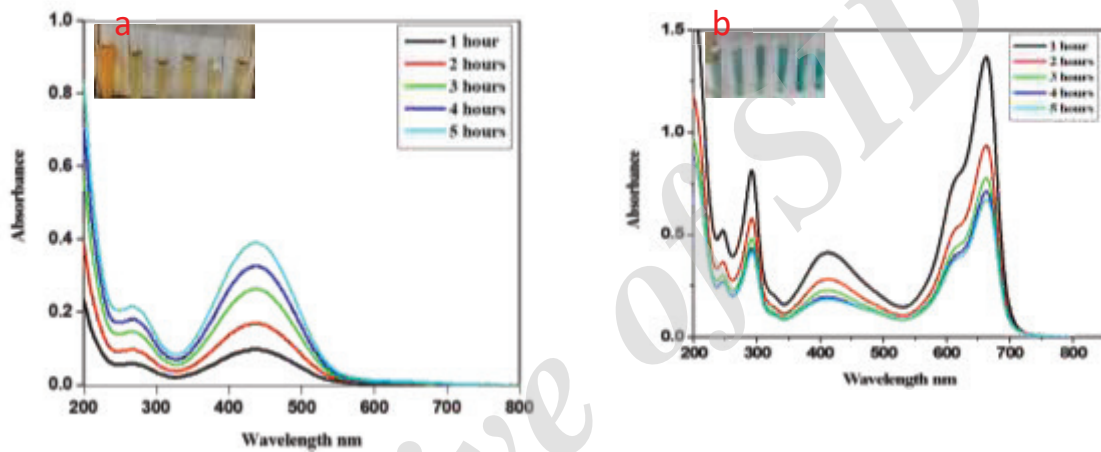 a
1 hour
2 hours
3 hours
4 hours
5 hours
1.0
0.8
0.6
0.4
0.2
0.0
Absorbance
200 300 400 500 600 700 800
Wavelength nm
b
1 hour
2 hours
3 hours
4 hours
5 hours
1.5
1.0
0.5
0.0
Absorbance
200 300 400 500 600 700 800
Wavelength nm
ive of SID